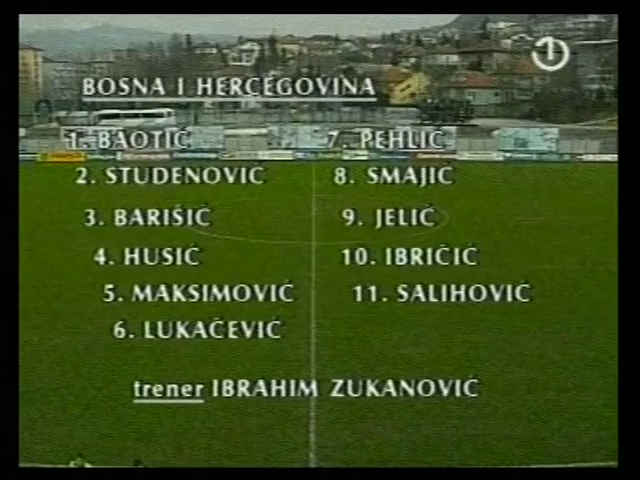 1
BOSNA I HERCEGOVINA
1. BAOTIĆ
2. STUDENOVIĆ
3. BARIŠIĆ
4. HUSIĆ
5. MAKSIMOVIĆ
6. LUKAČEVIĆ
7. PEHLIĆ
8. SMAJIĆ
9. JELIĆ
10. IBRIČIĆ
11. SALIHOVIĆ
trener IBRAHIM ZUKANOVIĆ